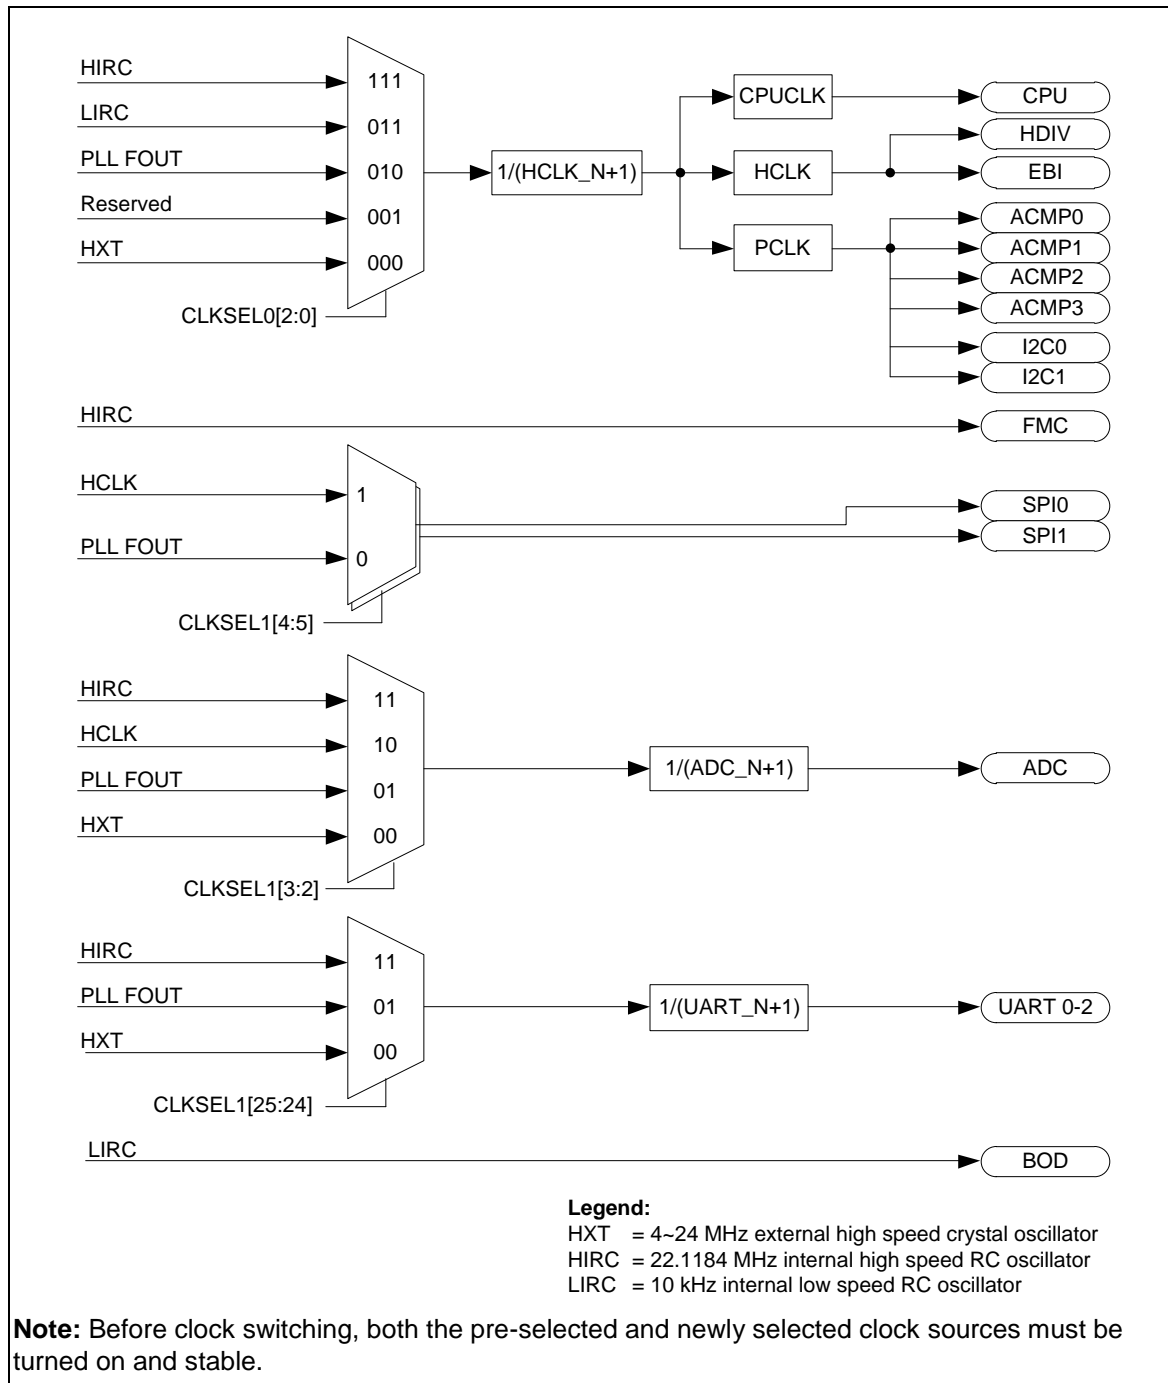 HIRC
111
LIRC
011
PLL FOUT
010
Reserved
001
HXT
000
CLKSEL0[2:0]
1/(HCLK_N+1)
CPUCLK
CPU
HCLK
HDIV
EBI
PCLK
ACMP0
ACMP1
ACMP2
ACMP3
I2C0
I2C1
HIRC
FMC
HCLK
1
PLL FOUT
0
CLKSEL1[4:5]
SPI0
SPI1
HIRC
11
HCLK
10
PLL FOUT
01
HXT
00
CLKSEL1[3:2]
1/(ADC_N+1)
ADC
HIRC
11
PLL FOUT
01
HXT
00
CLKSEL1[25:24]
1/(UART_N+1)
UART 0-2
LIRC
BOD
Legend:
HXT = 4~24 MHz external high speed crystal oscillator
HIRC = 22.1184 MHz internal high speed RC oscillator
LIRC = 10 kHz internal low speed RC oscillator
Note: Before clock switching, both the pre-selected and newly selected clock sources must be
turned on and stable.